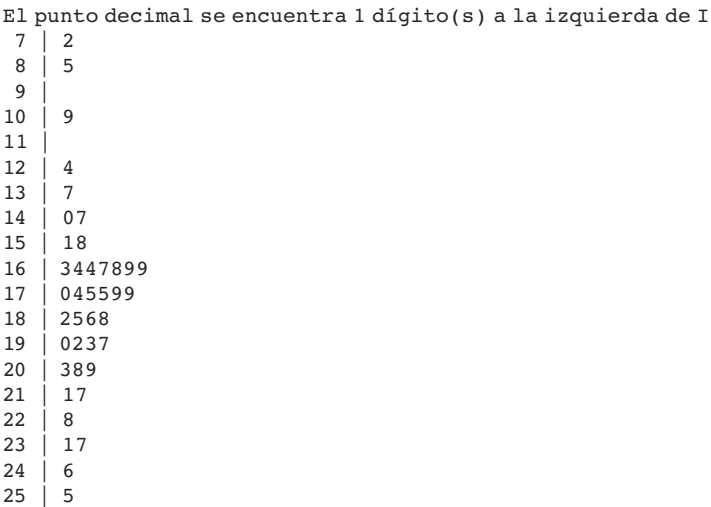 El punto decimal se encuentra 1 dígito(s) a la izquierda de I
7 | 2
8 | 5
9 |
10 | 9
11 |
12 | 4
13 | 7
14 | 07
15 | 18
16 | 3447899
17 | 045599
18 | 2568
19 | 0237
20 | 389
21 | 17
22 | 8
23 | 17
24 | 6
25 | 5